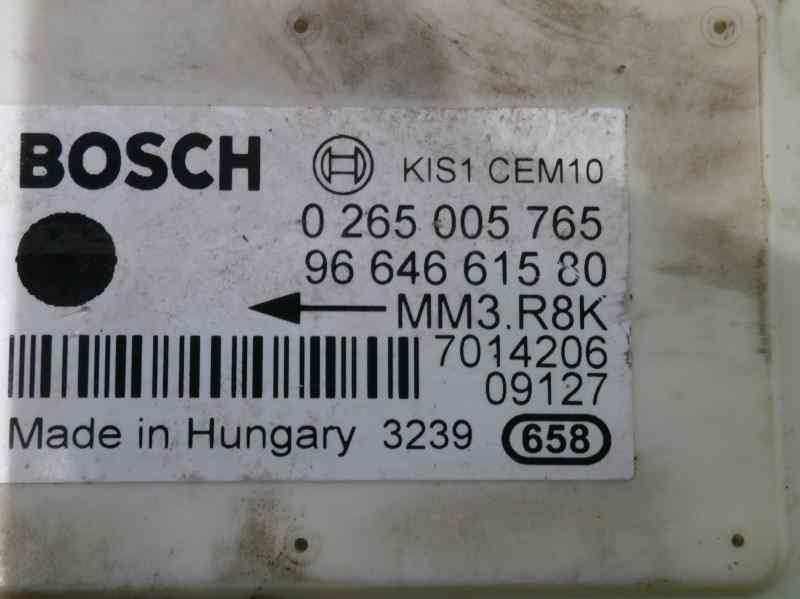 BOSCH KIS1 CEM10
0 265 005 765
96 646 615 80
MM3.R8K
7014206
09127
Made in Hungary 3239 658